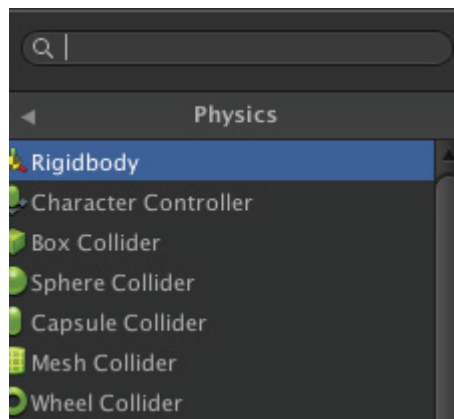 Physics
Rigidbody
Character Controller
Box Collider
Sphere Collider
Capsule Collider
Mesh Collider
Wheel Collider